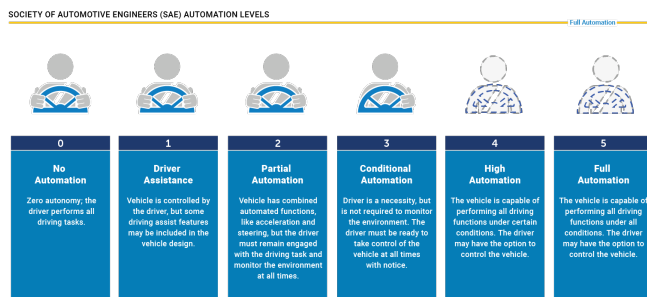 SOCIETY OF AUTOMOTIVE ENGINEERS (SAE) AUTOMATION LEVELS
Full Automation
0
No
Automation
Zero autonomy; the
driver performs all
driving tasks.
1
Driver
Assistance
Vehicle is controlled by
the driver, but some
driving assist features
may be included in the
vehicle design.
2
Partial
Automation
Vehicle has combined
automated functions,
like acceleration and
steering, but the driver
must remain engaged
with the driving task and
monitor the environment
at all times.
3
Conditional
Automation
Driver is a necessity, but
is not required to monitor
the environment. The
driver must be ready to
take control of the
vehicle at all times
with notice.
4
High
Automation
The vehicle is capable of
performing all driving
functions under certain
conditions. The driver
may have the option to
control the vehicle.
5
Full
Automation
The vehicle is capable of
performing all driving
functions under all
conditions. The driver
may have the option to
control the vehicle.